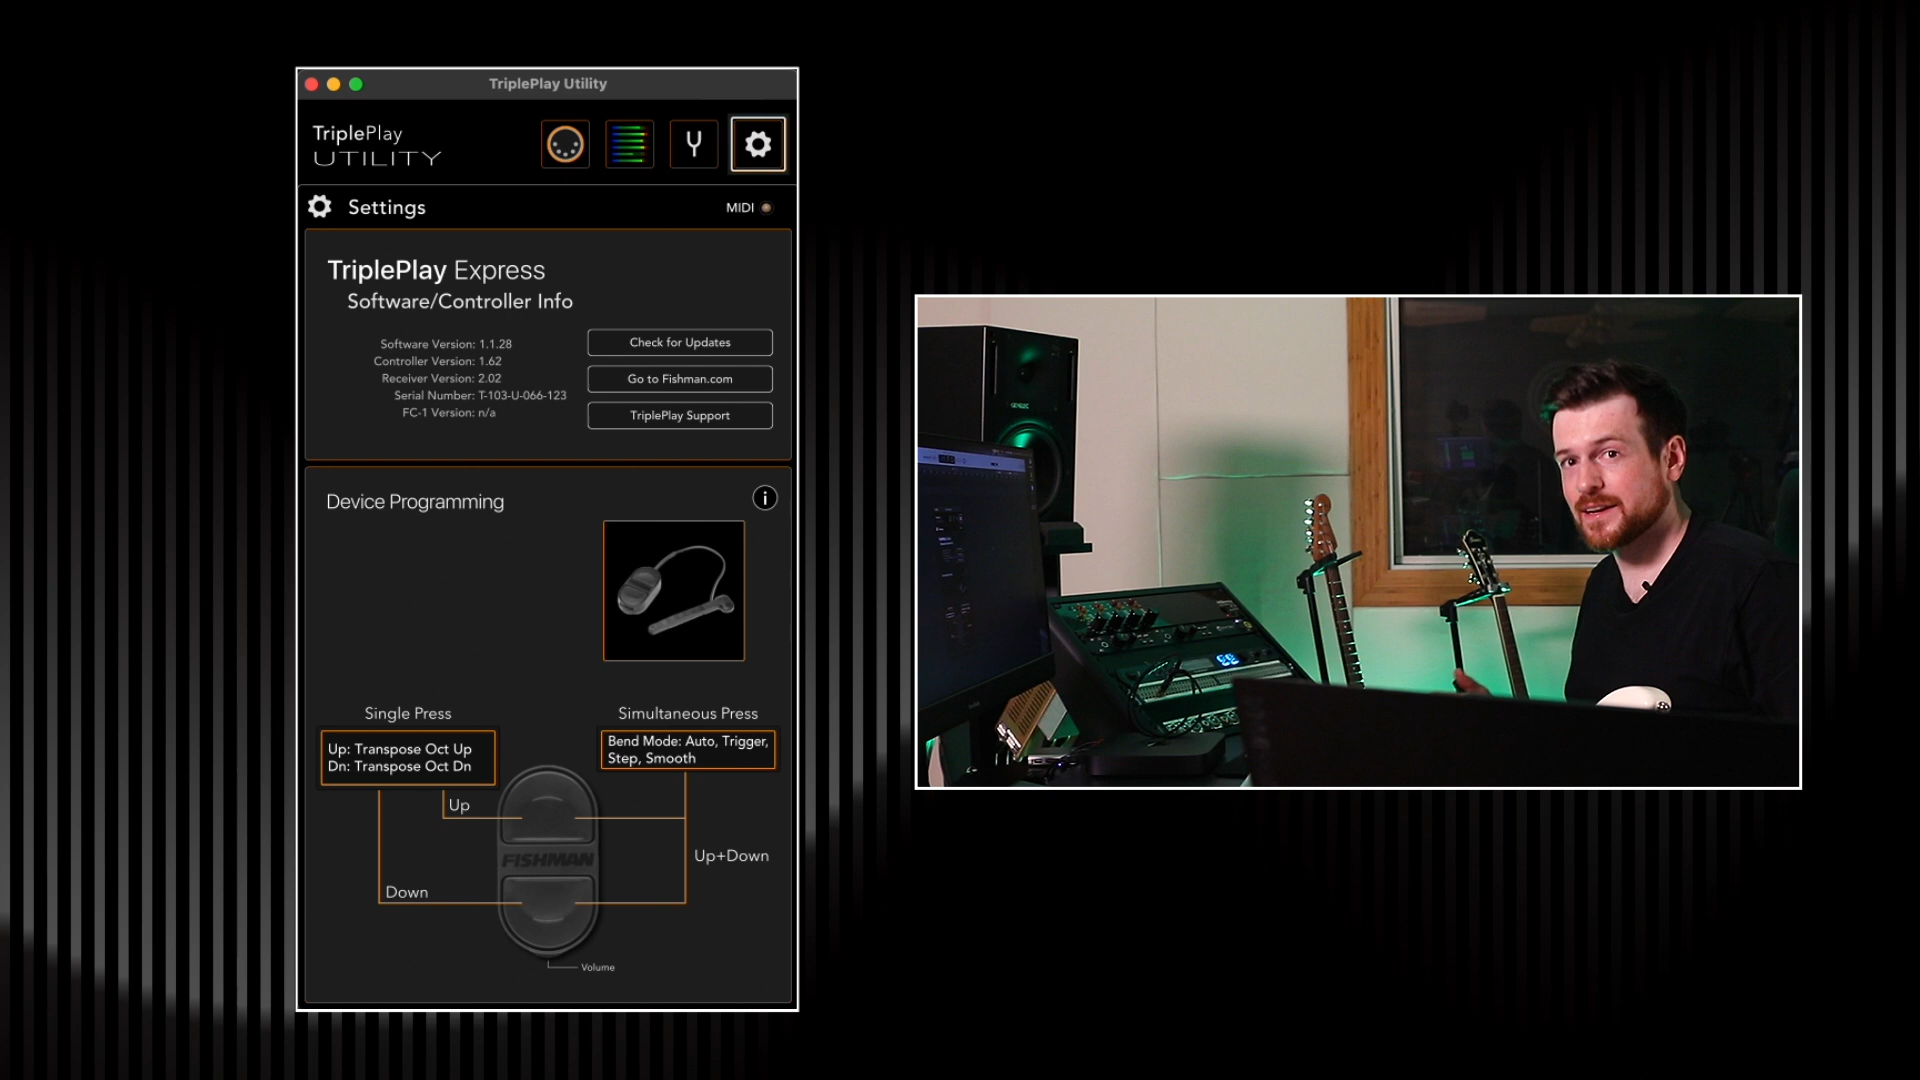 TriplePlay Utility
TriplePlay
UTILITY
Settings
MIDI
TriplePlay Express
Software/Controller Info
Software Version: 1.1.28
Controller Version: 1.62
Receiver Version: 2.02
Serial Number: T-103-U-066-123
FC-1 Version: n/a
Check for Updates
Go to Fishman.com
TriplePlay Support
Device Programming
i
Single Press
Up: Transpose Oct Up
Dn: Transpose Oct Dn
Simultaneous Press
Bend Mode: Auto, Trigger,
Step, Smooth
Up
FISHMAN
Up+Down
Down
Volume
GENELEC